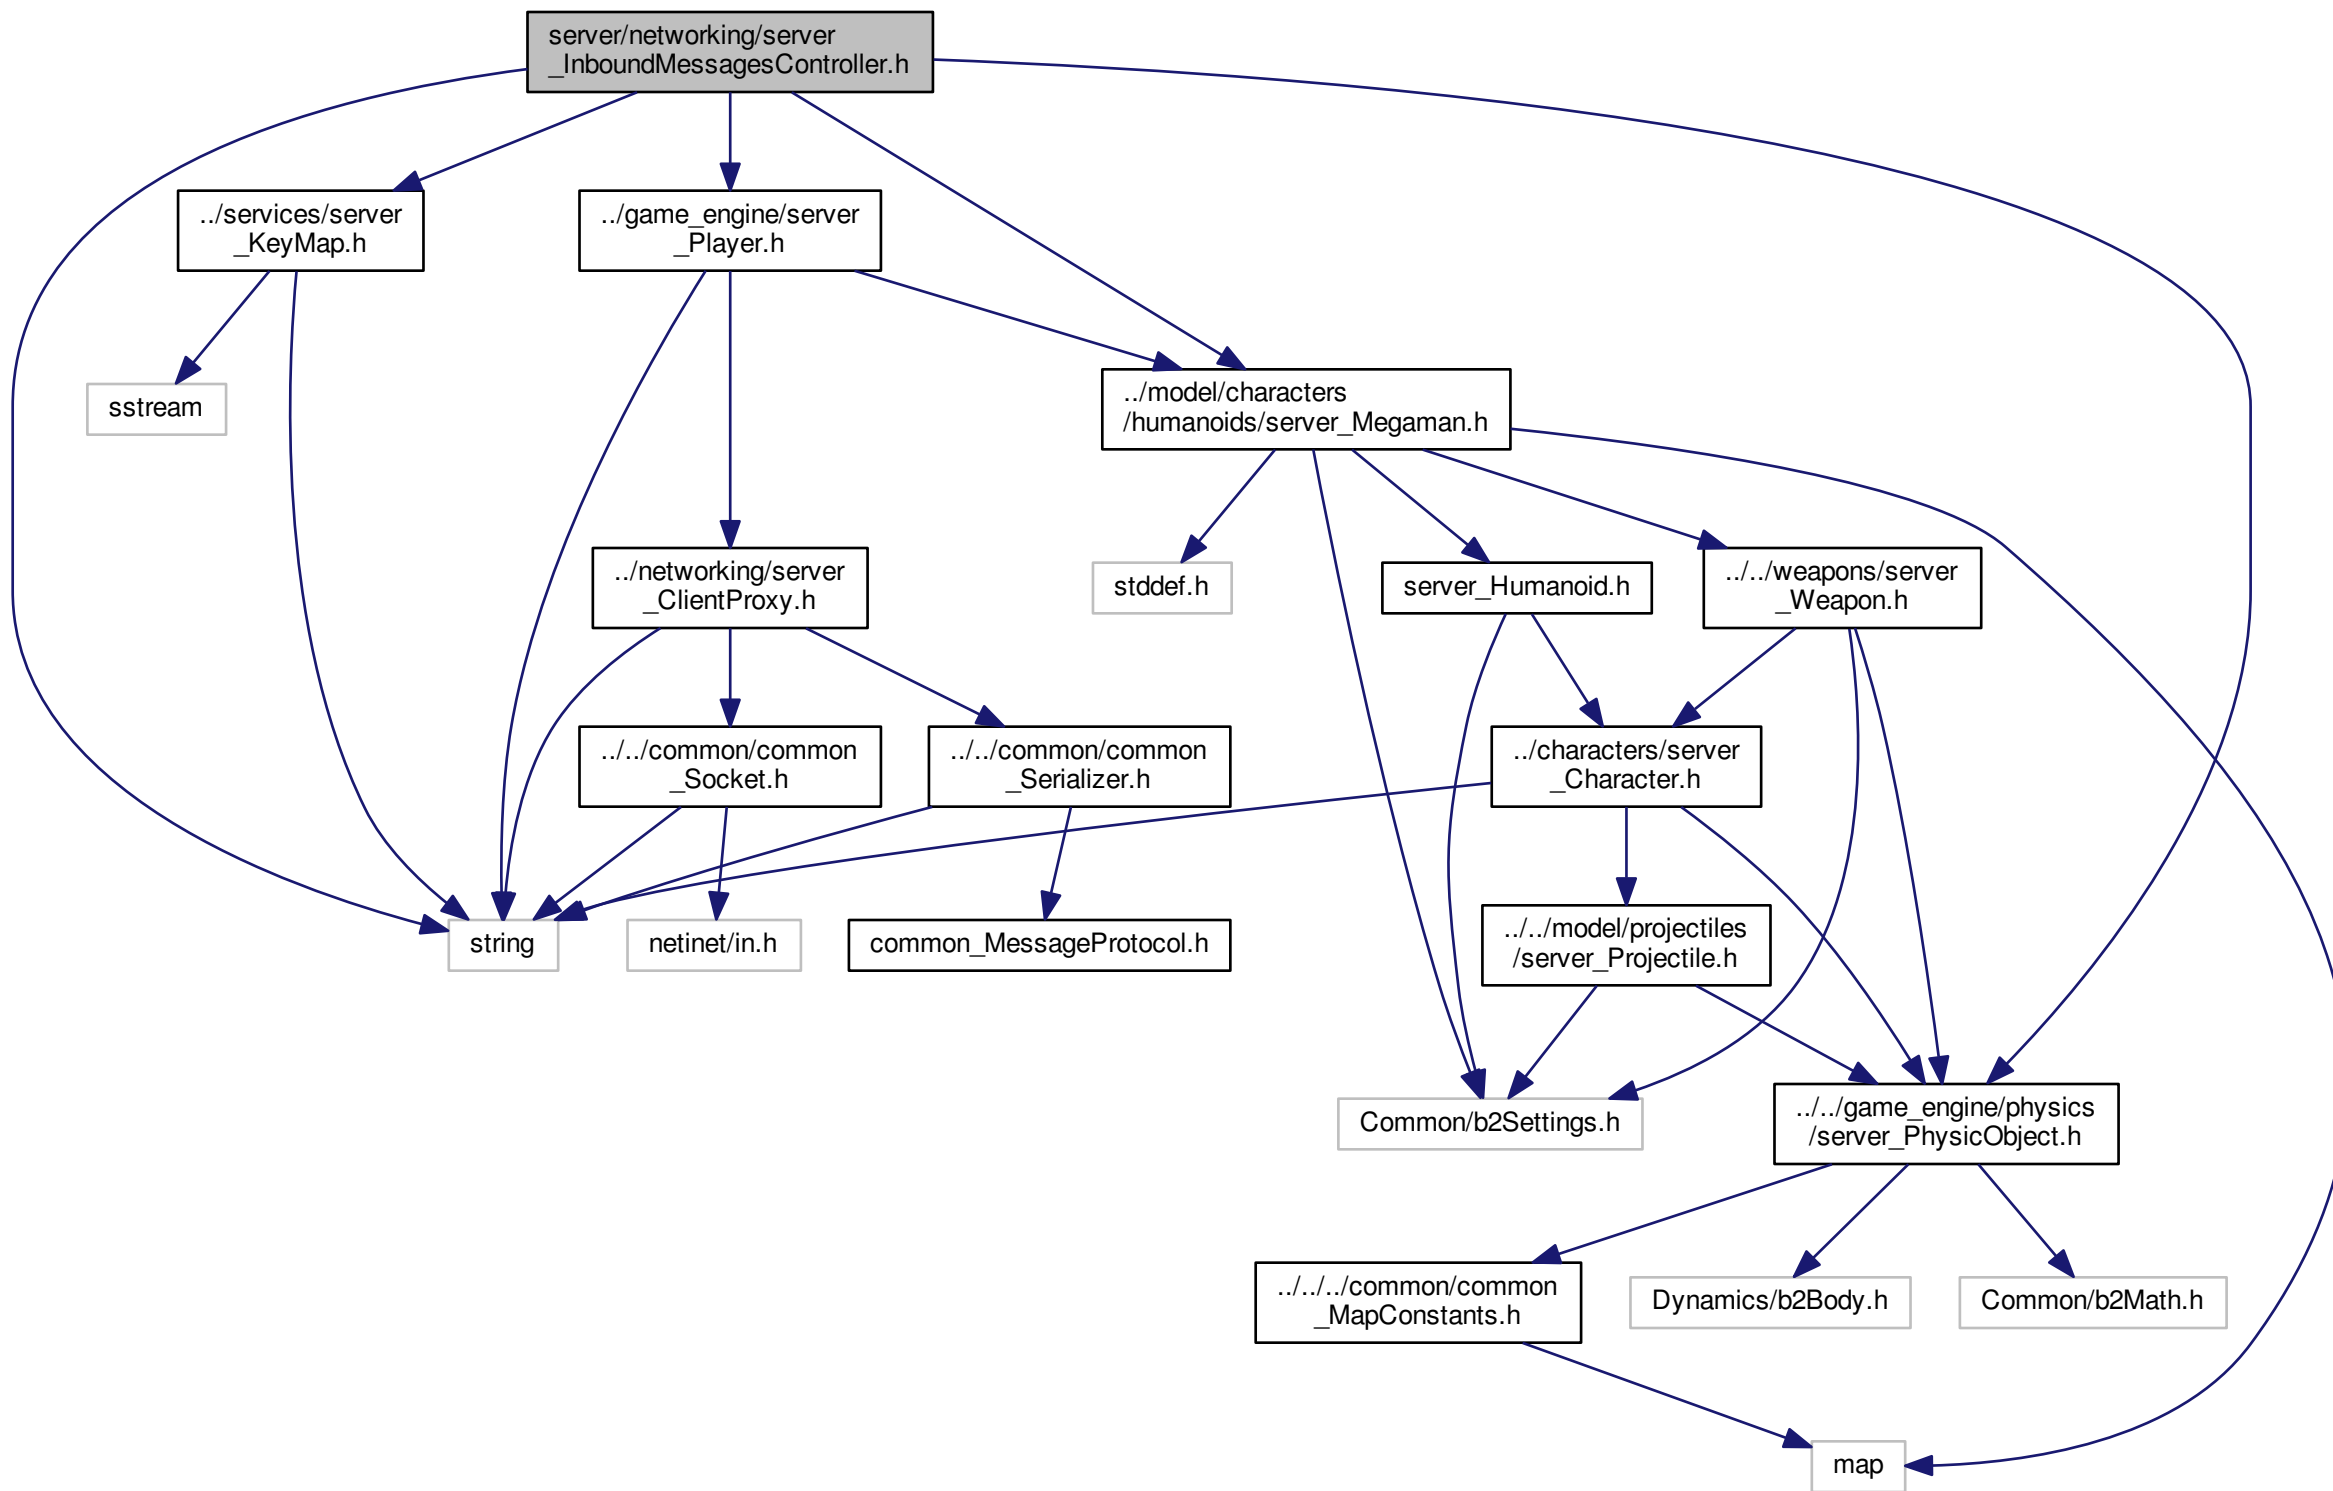 server/networking/server
_InboundMessagesController.h
../services/server
_KeyMap.h
../game_engine/server
_Player.h
sstream
../model/characters
/humanoids/server_Megaman.h
../networking/server
_ClientProxy.h
stddef.h
server_Humanoid.h
../../weapons/server
_Weapon.h
../../common/common
_Socket.h
../../common/common
_Serializer.h
../characters/server
_Character.h
string
netinet/in.h
common_MessageProtocol.h
../../model/projectiles
/server_Projectile.h
Common/b2Settings.h
../../game_engine/physics
/server_PhysicObject.h
../../../common/common
_MapConstants.h
Dynamics/b2Body.h
Common/b2Math.h
map